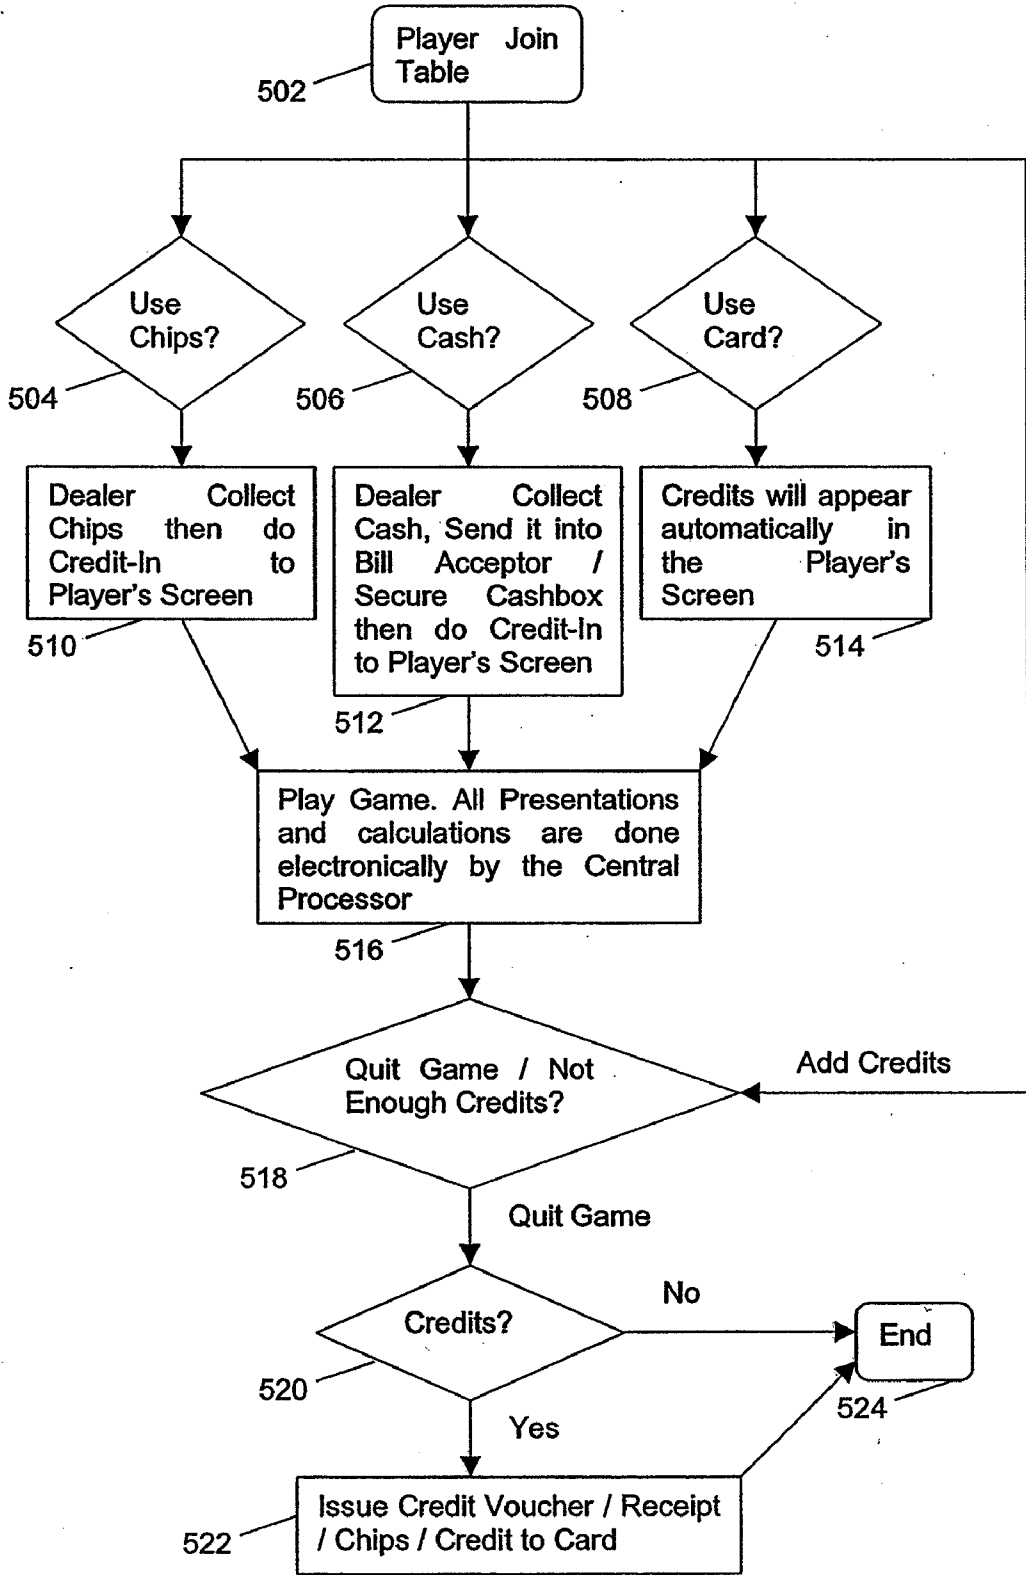 Player Join
Table
502
Use
Chips?
504
Use
Cash?
506
Use
Card?
508
Dealer Collect
Chips then do
Credit-In to
Player's Screen
510
Dealer Collect
Cash, Send it into
Bill Acceptor /
Secure Cashbox
then do Credit-In
to Player's Screen
512
Credits will appear
automatically in
the Player's
Screen
514
Play Game. All Presentations
and calculations are done
electronically by the Central
Processor
516
Quit Game / Not
Enough Credits?
518
Add Credits
Quit Game
Credits?
520
No
End
524
Yes
Issue Credit Voucher / Receipt
/ Chips / Credit to Card
522